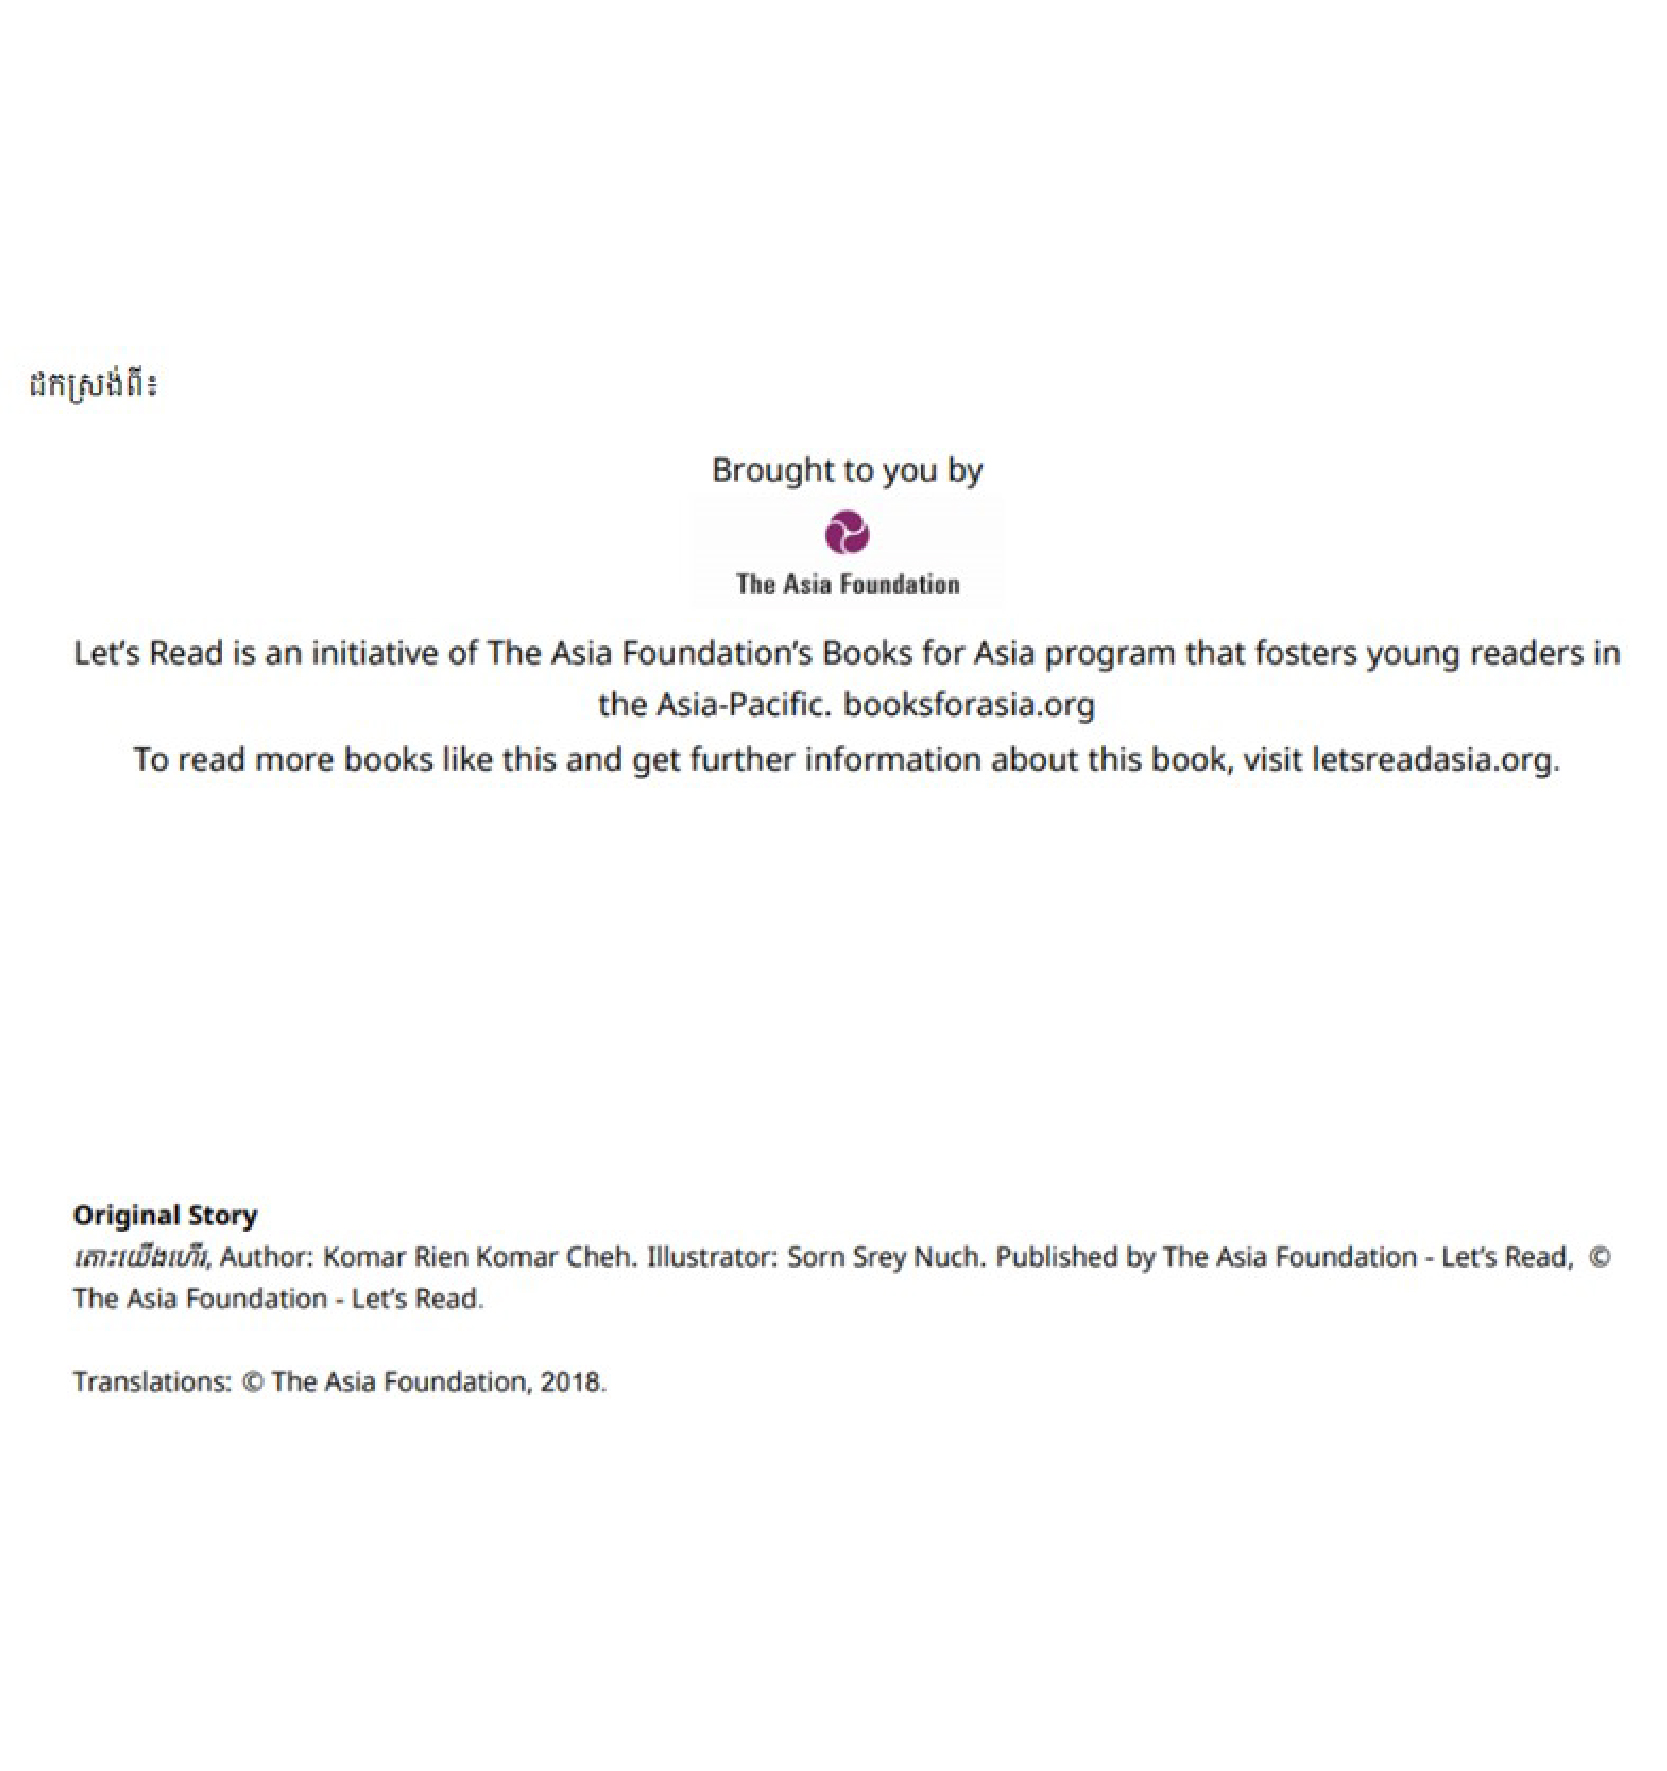 ដកស្រង់ពី៖
Brought to you by
The Asia Foundation
Let’s Read is an initiative of The Asia Foundation’s Books for Asia program that fosters young readers in
the Asia-Pacific. booksforasia.org
To read more books like this and get further information about this book, visit letsreadasia.org.
Original Story
តោះយើងហើរ, Author: Komar Rien Komar Cheh. Illustrator: Sorn Srey Nuch. Published by The Asia Foundation - Let’s Read, ©
The Asia Foundation - Let’s Read.
Translations: © The Asia Foundation, 2018.